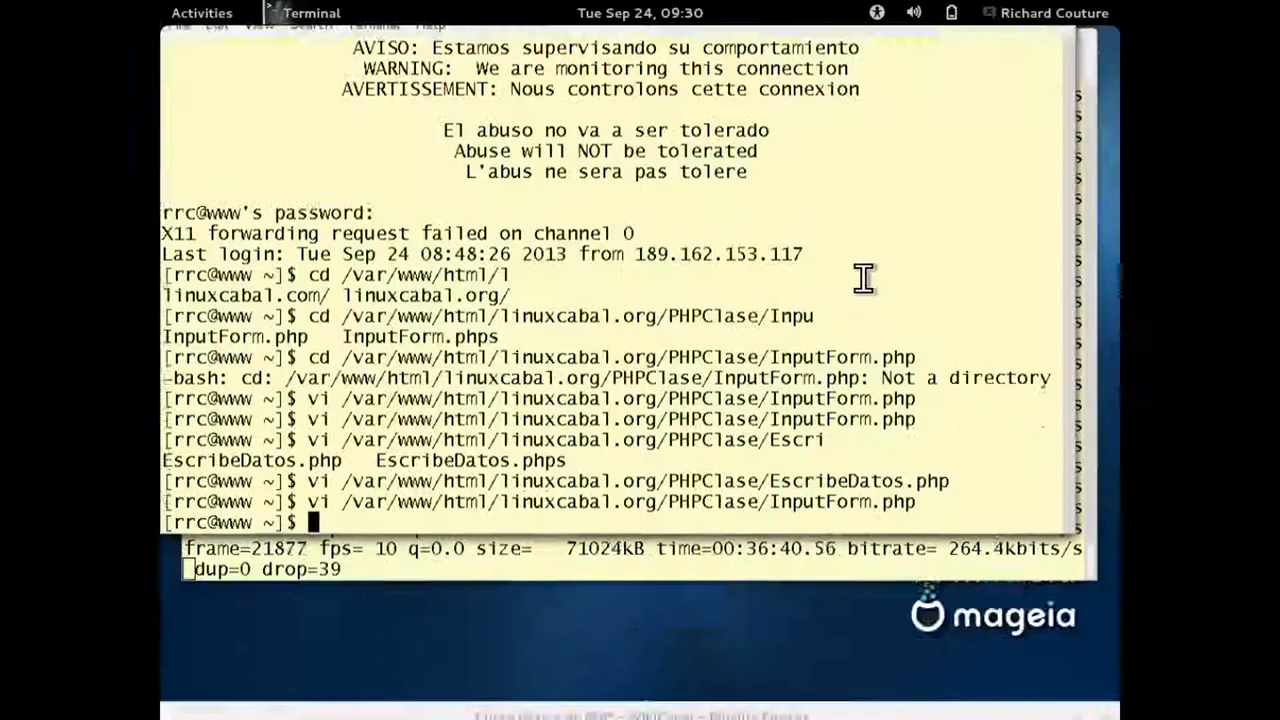 Activities Terminal Tue Sep 24, 09:30 Richard Couture
File Edit View Search Terminal Help
AVISO: Estamos supervisando su comportamiento
WARNING: We are monitoring this connection
AVERTISSEMENT: Nous controlons cette connexion
El abuso no va a ser tolerado
Abuse will NOT be tolerated
L'abus ne sera pas tolere
rrc@www's password:
X11 forwarding request failed on channel 0
Last login: Tue Sep 24 08:48:26 2013 from 189.162.153.117
[rrc@www ~]$ cd /var/www/html/l
linuxcabal.com/ linuxcabal.org/
[rrc@www ~]$ cd /var/www/html/linuxcabal.org/PHPClase/Inpu
InputForm.php InputForm.phps
[rrc@www ~]$ cd /var/www/html/linuxcabal.org/PHPClase/InputForm.php
-bash: cd: /var/www/html/linuxcabal.org/PHPClase/InputForm.php: Not a directory
[rrc@www ~]$ vi /var/www/html/linuxcabal.org/PHPClase/InputForm.php
[rrc@www ~]$ vi /var/www/html/linuxcabal.org/PHPClase/InputForm.php
[rrc@www ~]$ vi /var/www/html/linuxcabal.org/PHPClase/Escri
EscribeDatos.php EscribeDatos.phps
[rrc@www ~]$ vi /var/www/html/linuxcabal.org/PHPClase/EscribeDatos.php
[rrc@www ~]$ vi /var/www/html/linuxcabal.org/PHPClase/InputForm.php
[rrc@www ~]$
frame=21877 fps= 10 q=0.0 size= 71024kB time=00:36:40.56 bitrate= 264.4kbits/s
dup=0 drop=39
mageia